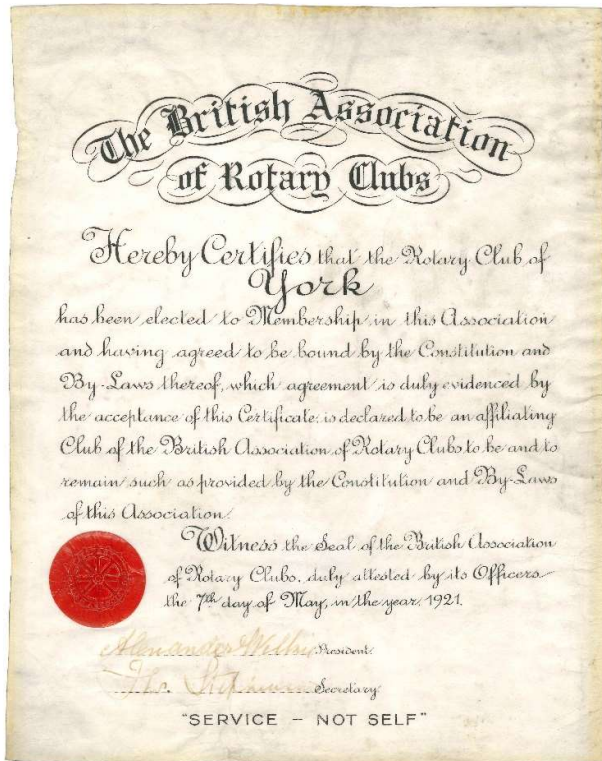 The British Association
of Rotary Clubs
Hereby Certifies that the Rotary Club of
York
has been elected to Membership in this Association
and having agreed to be bound by the Constitution and
By-Laws thereof, which agreement is duly evidenced by
the acceptance of this Certificate, is declared to be an affiliating
Club of the British Association of Rotary Clubs to be and to
remain such as provided by the Constitution and By-Laws
of this Association.
Witness the Seal of the British Association
of Rotary Clubs, duly attested by its Officers
the 7th day of May, in the year, 1921.
Alexander Wilkie President.
Secretary.
"SERVICE – NOT SELF"